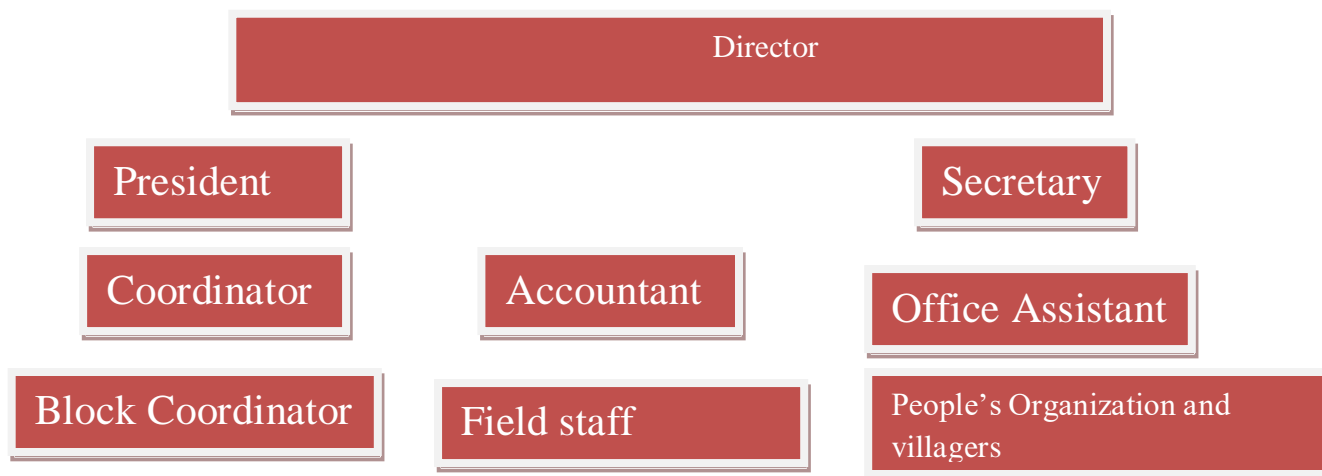 Director
President
Secretary
Coordinator
Accountant
Office Assistant
Block Coordinator
Field staff
People’s Organization and
villagers